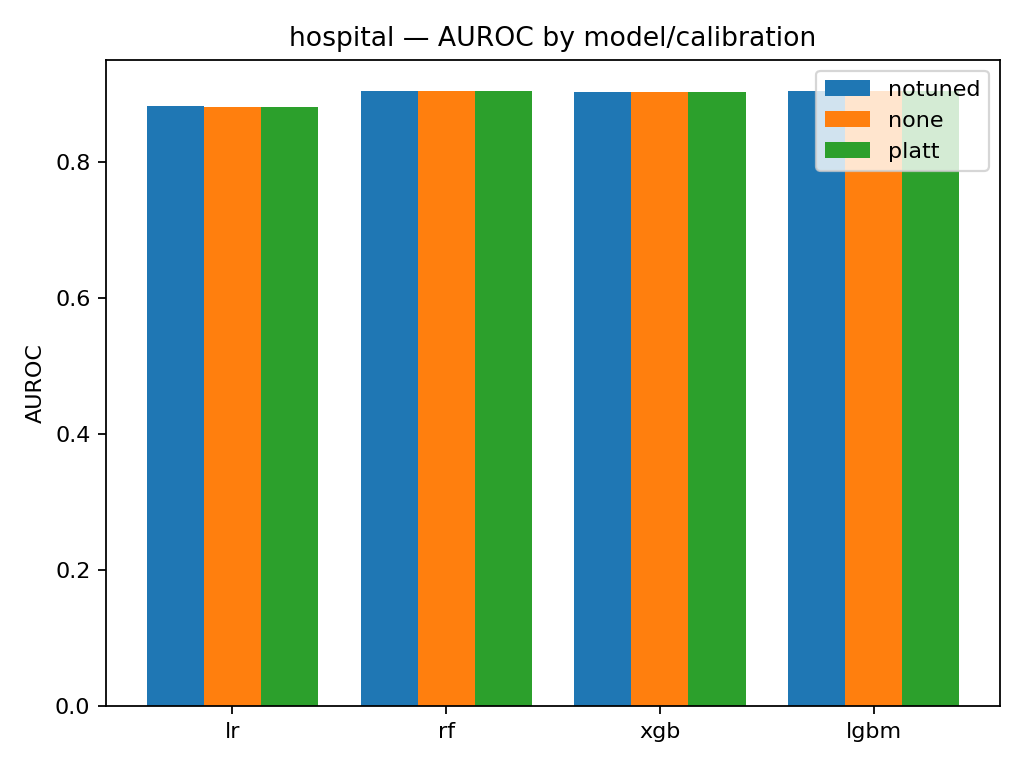 hospital — AUROC by model/calibration
notuned
none
platt
AUROC
0.8
0.6
0.4
0.2
0.0
lr
rf
xgb
lgbm